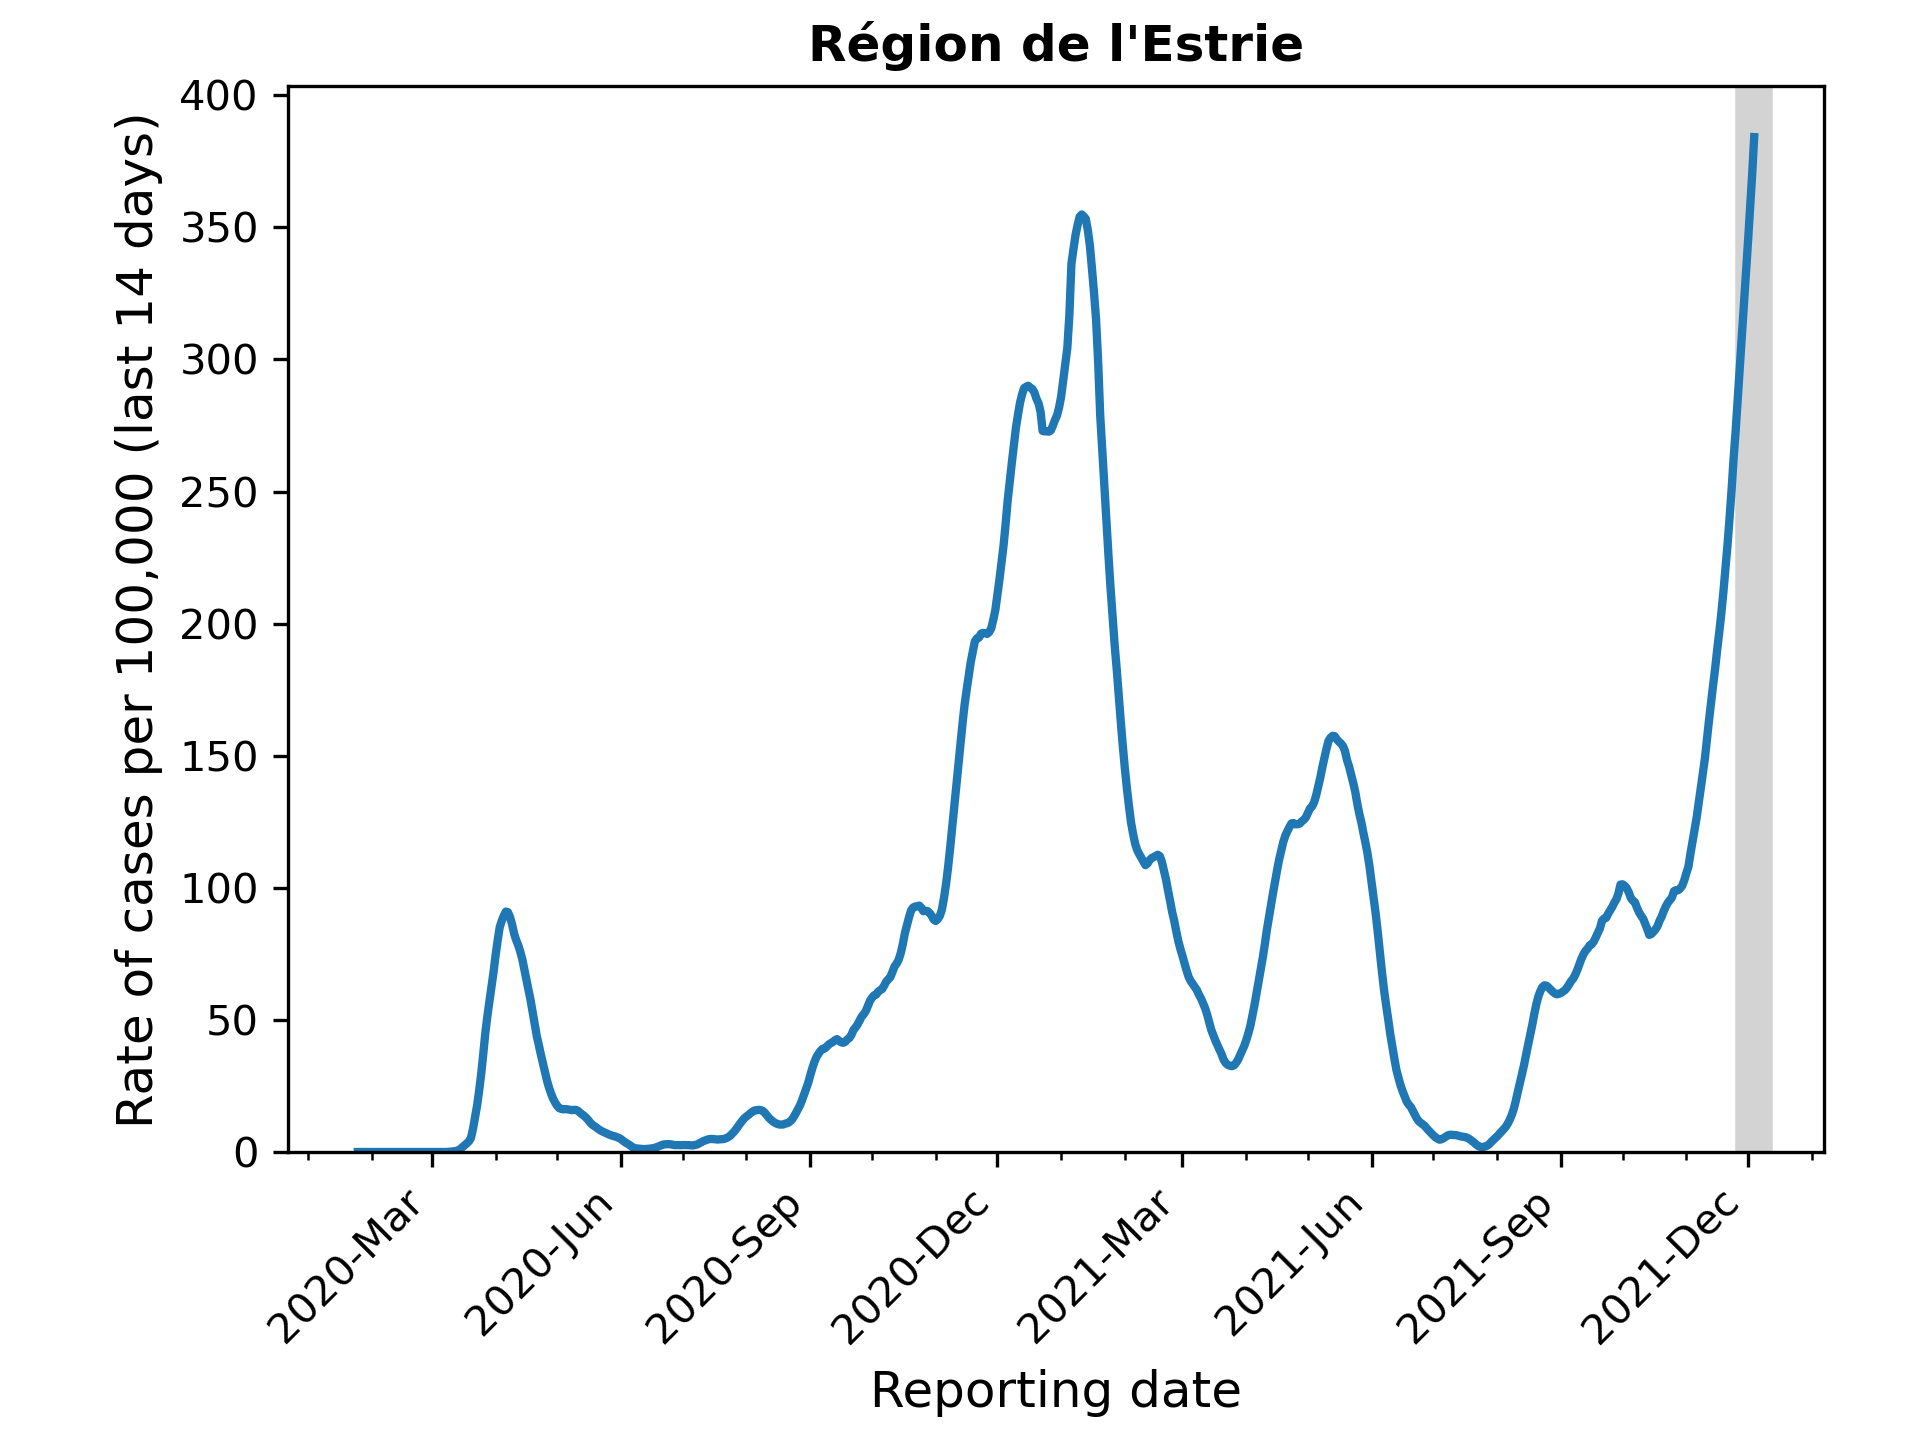 Région de l'Estrie
Rate of cases per 100,000 (last 14 days)
400
350
300
250
200
150
100
50
0
2020-Mar
2020-Jun
2020-Sep
2020-Dec
2021-Mar
2021-Jun
2021-Sep
2021-Dec
Reporting date